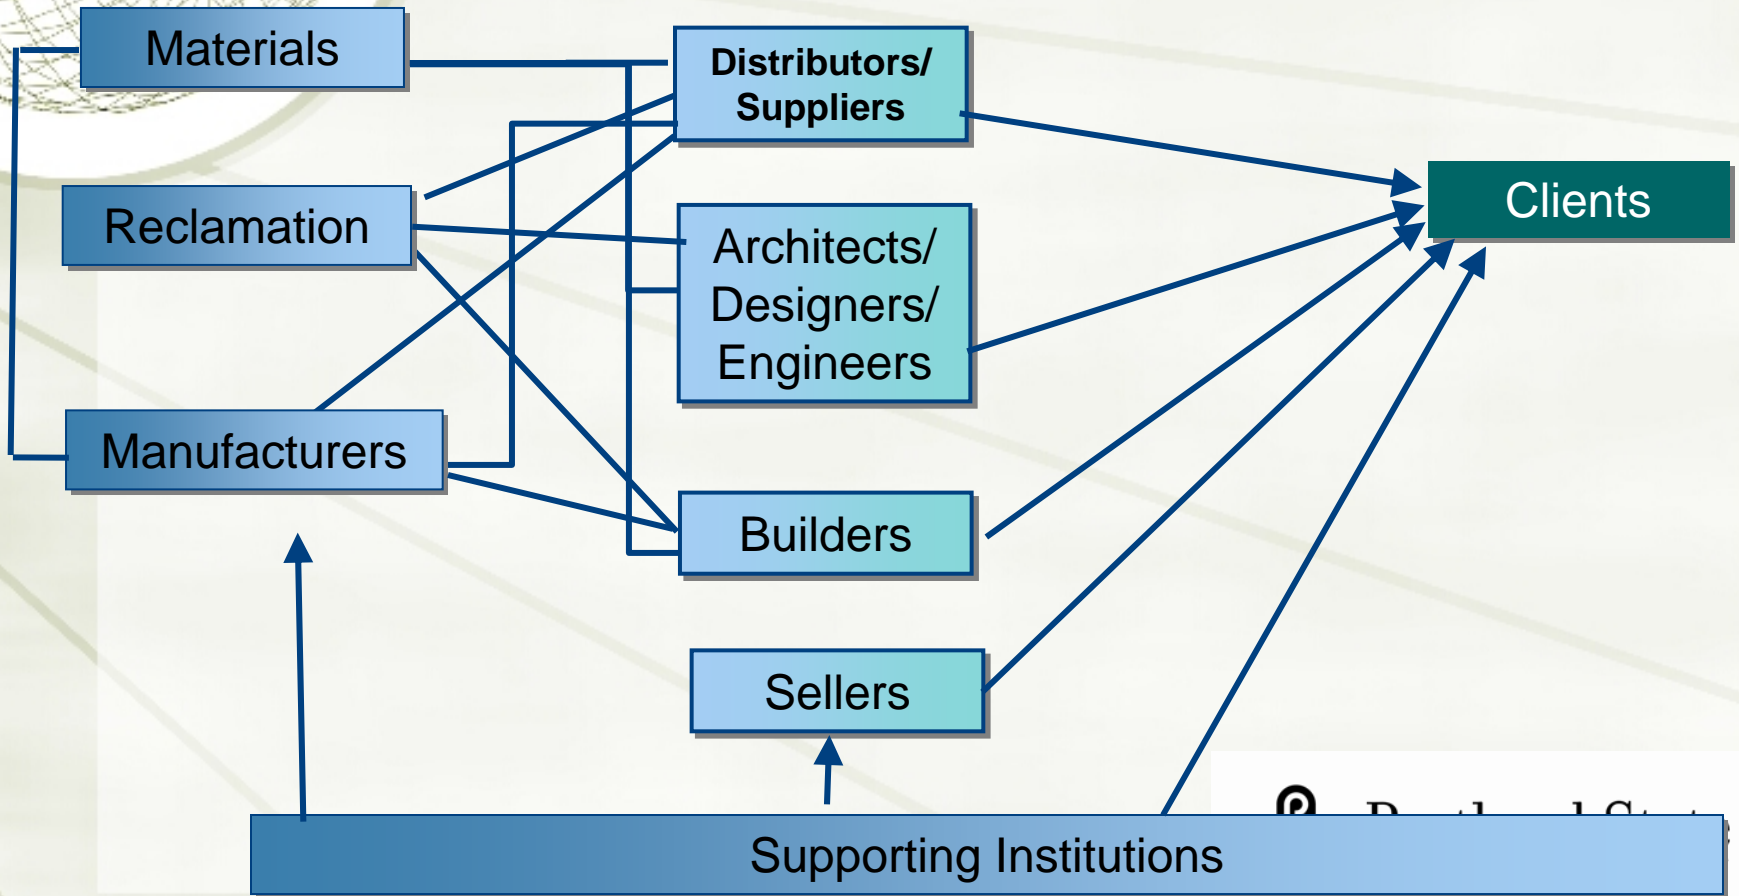 Materials
Distributors/
Suppliers
Clients
Reclamation
Architects/
Designers/
Engineers
Manufacturers
Builders
Sellers
Supporting Institutions